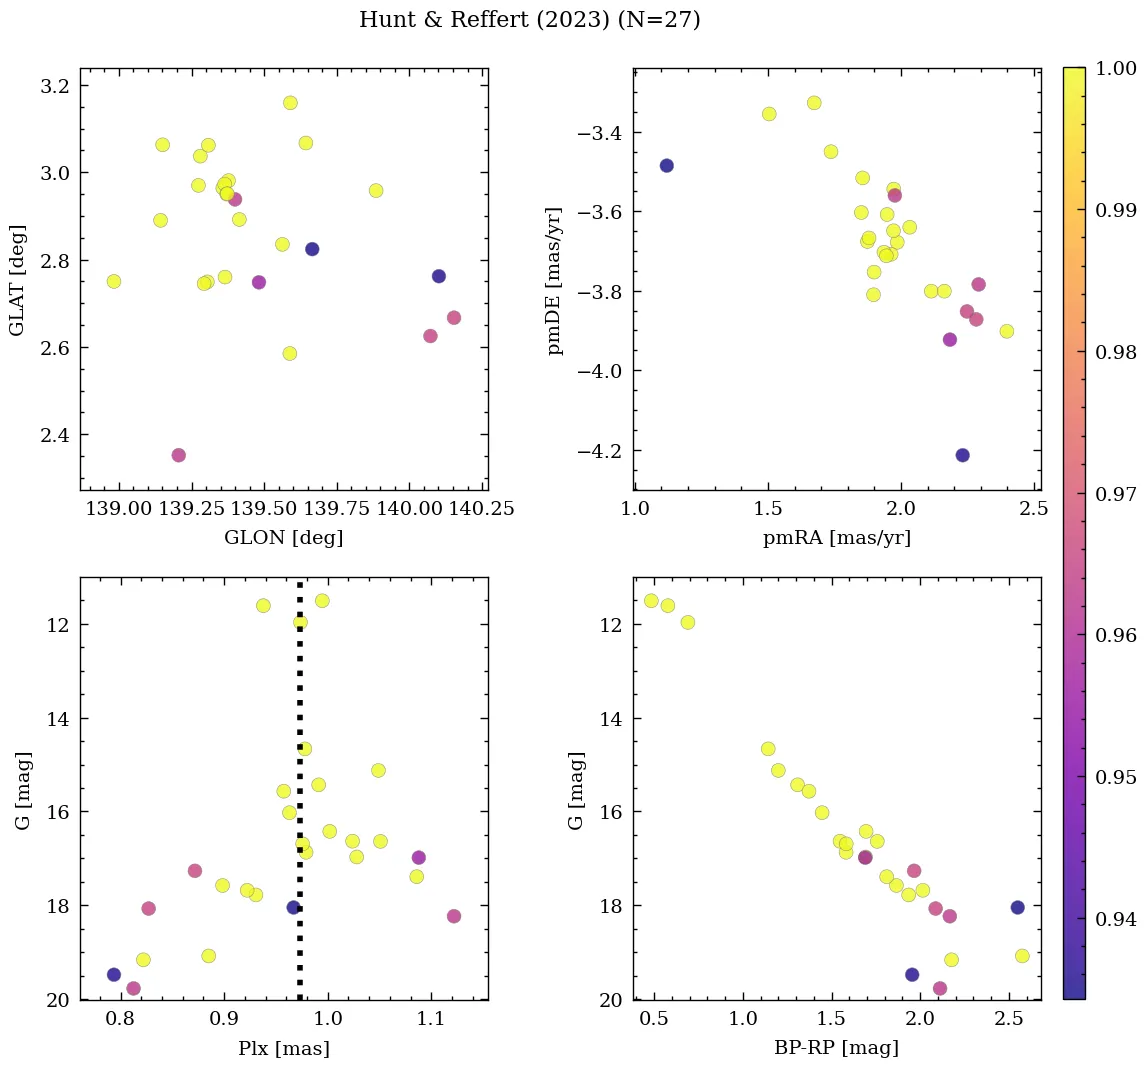 Hunt & Reffert (2023) (N=27)
3.2
3.0
2.8
2.6
2.4
GLAT [deg]
139.00 139.25 139.50 139.75 140.00 140.25
GLON [deg]
−3.4
−3.6
−3.8
−4.0
−4.2
pmDE [mas/yr]
1.0 1.5 2.0 2.5
pmRA [mas/yr]
12
14
16
18
20
G [mag]
0.8 0.9 1.0 1.1
Plx [mas]
12
14
16
18
20
G [mag]
0.5 1.0 1.5 2.0 2.5
BP-RP [mag]
1.00
0.99
0.98
0.97
0.96
0.95
0.94